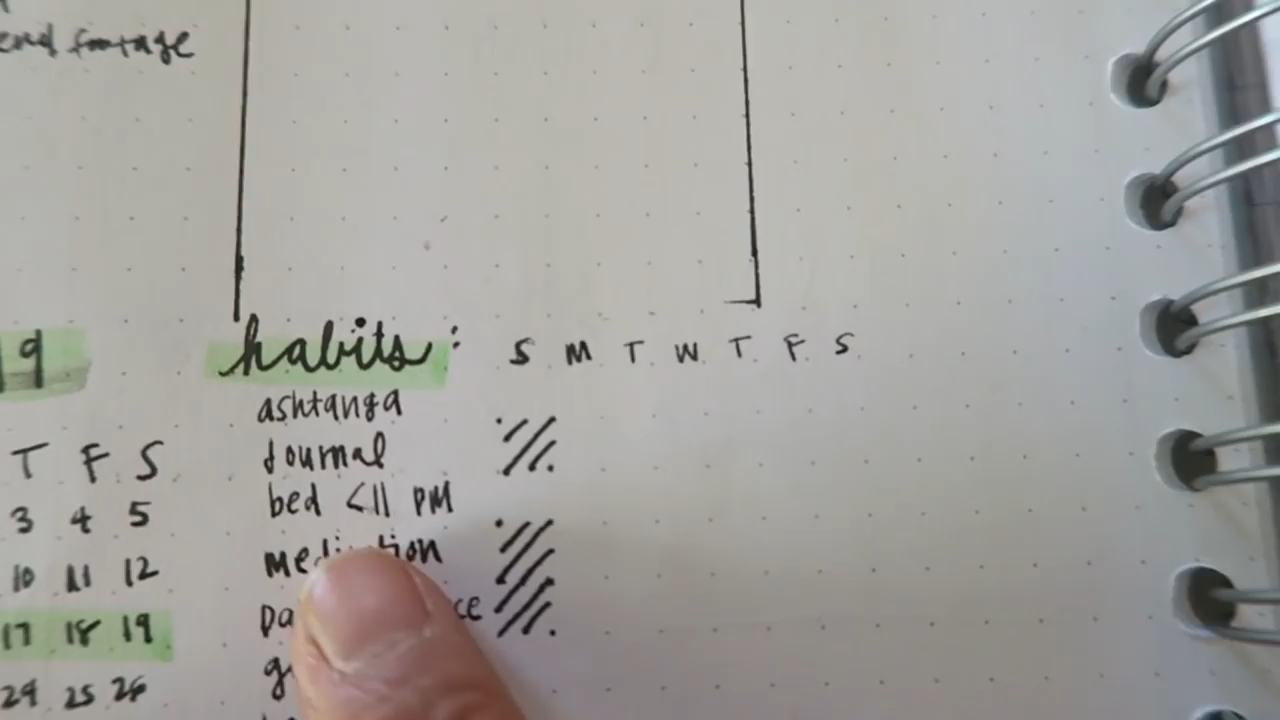 end footage
19
T F S
3 4 5
10 11 12
17 18 19
24 25 26
habits: S M T W T F S
ashtanga
Journal
bed <11 PM